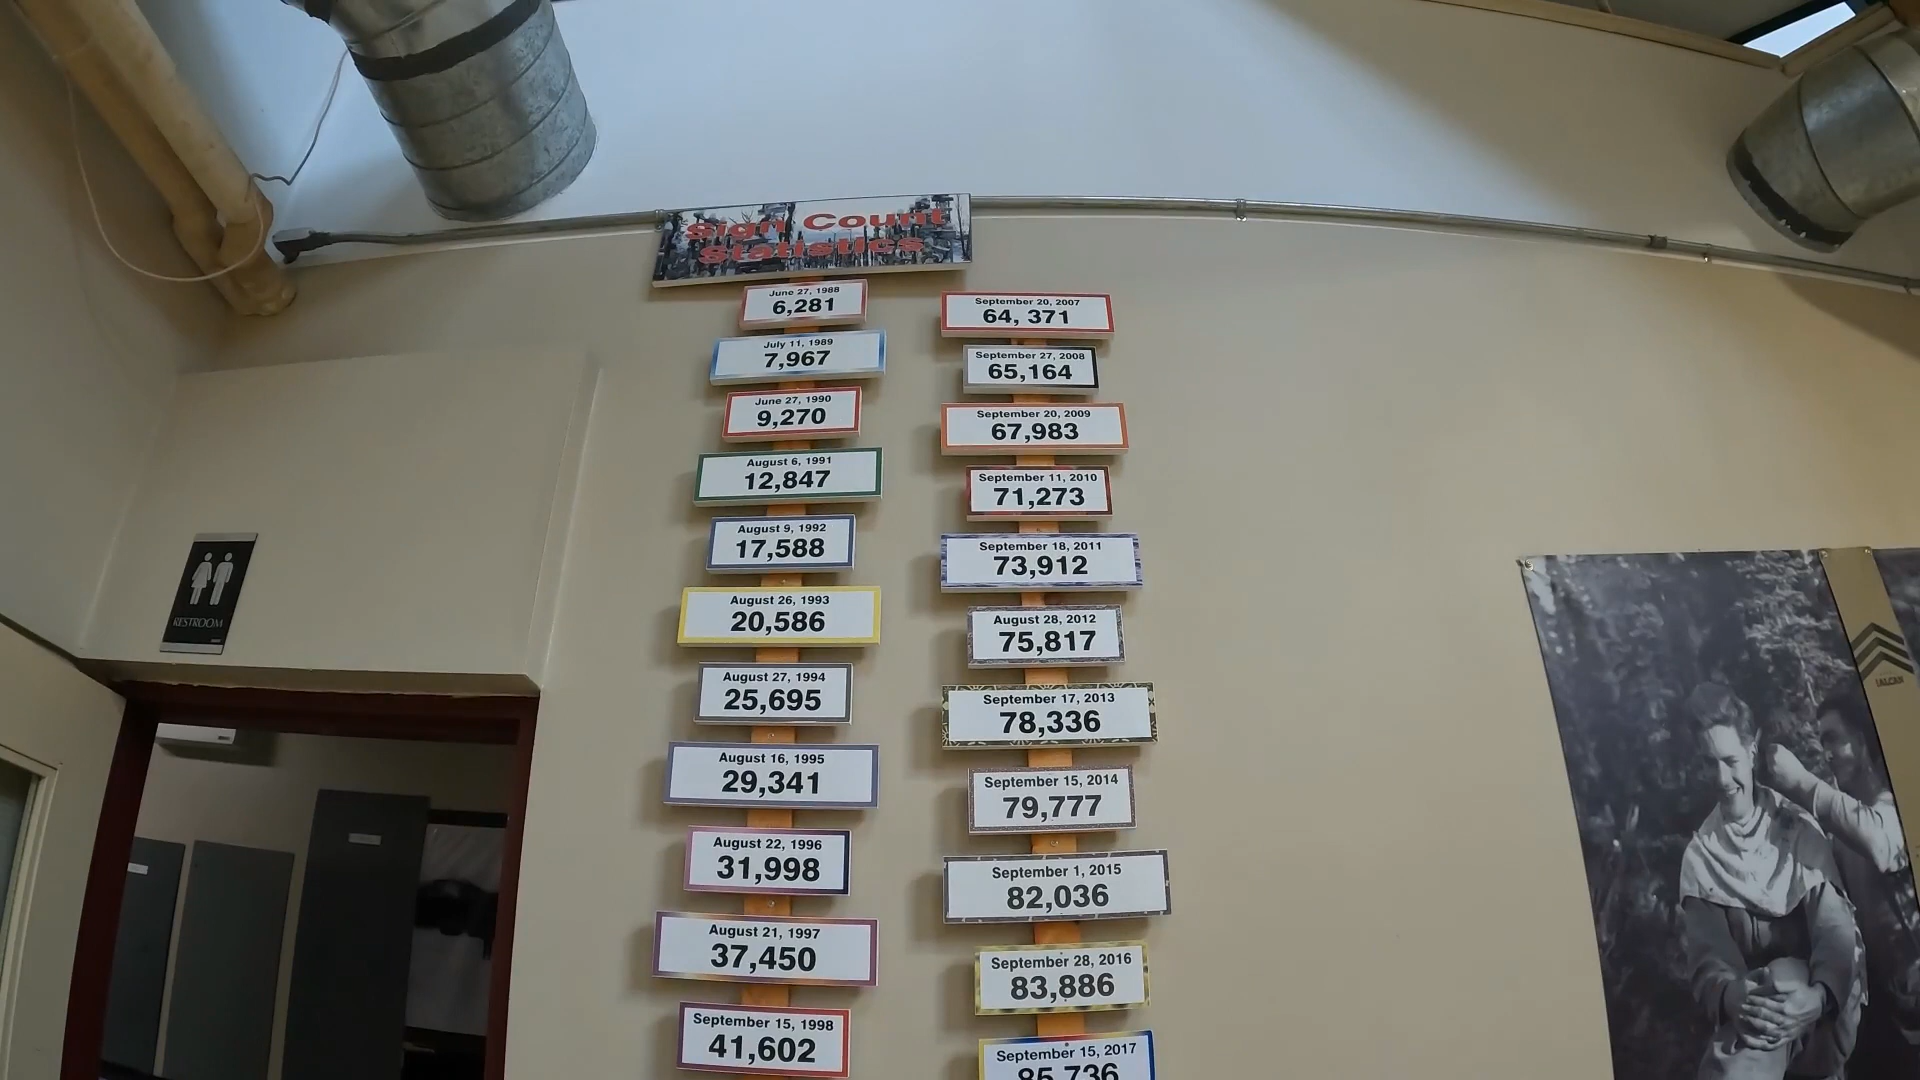 Sign Count
Statistics
June 27, 1988
6,281
July 11, 1989
7,967
June 27, 1990
9,270
August 6, 1991
12,847
August 9, 1992
17,588
August 26, 1993
20,586
August 27, 1994
25,695
August 16, 1995
29,341
August 22, 1996
31,998
August 21, 1997
37,450
September 15, 1998
41,602
September 20, 2007
64, 371
September 27, 2008
65,164
September 20, 2009
67,983
September 11, 2010
71,273
September 18, 2011
73,912
August 28, 2012
75,817
September 17, 2013
78,336
September 15, 2014
79,777
September 1, 2015
82,036
September 28, 2016
83,886
September 15, 2017
85,736
RESTROOM